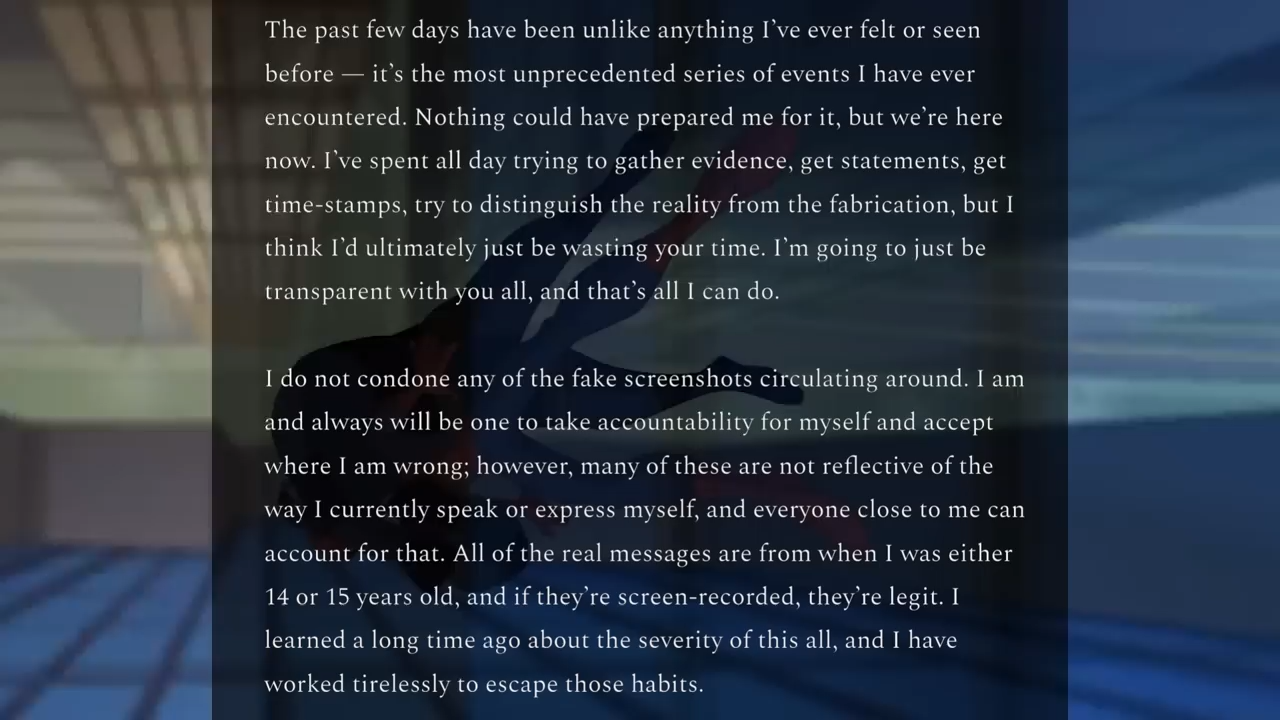 The past few days have been unlike anything I’ve ever felt or seen
before — it’s the most unprecedented series of events I have ever
encountered. Nothing could have prepared me for it, but we’re here
now. I’ve spent all day trying to gather evidence, get statements, get
time-stamps, try to distinguish the reality from the fabrication, but I
think I’d ultimately just be wasting your time. I’m going to just be
transparent with you all, and that’s all I can do.
I do not condone any of the fake screenshots circulating around. I am
and always will be one to take accountability for myself and accept
where I am wrong; however, many of these are not reflective of the
way I currently speak or express myself, and everyone close to me can
account for that. All of the real messages are from when I was either
14 or 15 years old, and if they’re screen-recorded, they’re legit. I
learned a long time ago about the severity of this all, and I have
worked tirelessly to escape those habits.